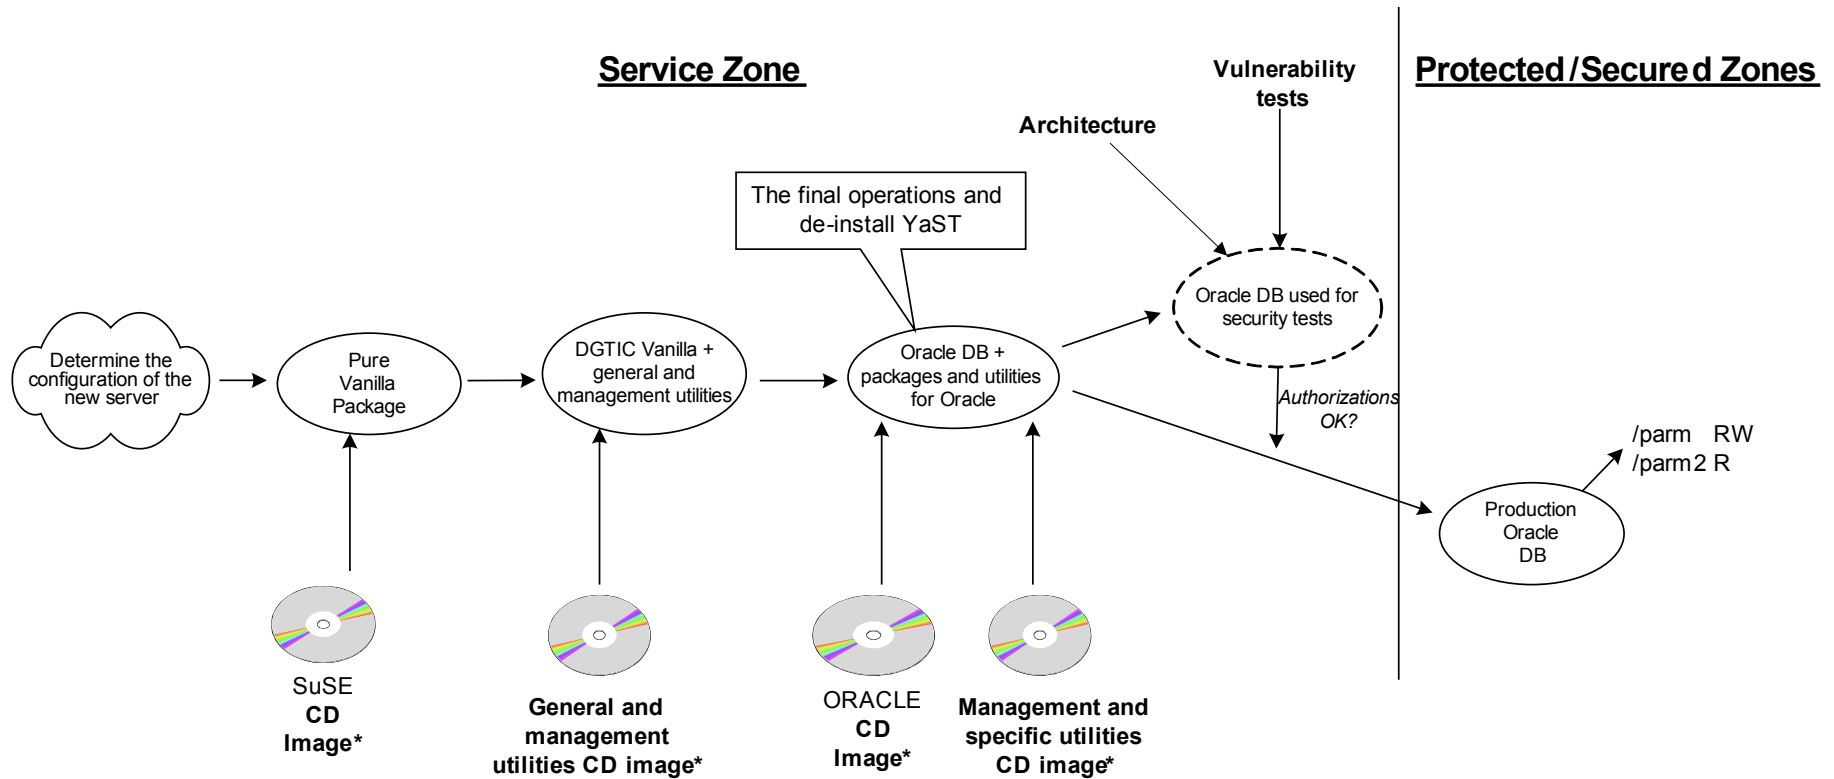 Service Zone
Vulnerability
tests
Protected/Secured Zones
Architecture
The final operations and
de-install YaST
Oracle DB used for
security tests
Determine the
configuration of the
new server
Pure
Vanilla
Package
DGTIC Vanilla +
general and
management utilities
Oracle DB +
packages and utilities
for Oracle
Authorizations
OK?
/parm RW
/parm2 R
Production
Oracle
DB
SuSE
CD
Image*
General and
management
utilities CD image*
ORACLE
CD
Image*
Management and
specific utilities
CD image*